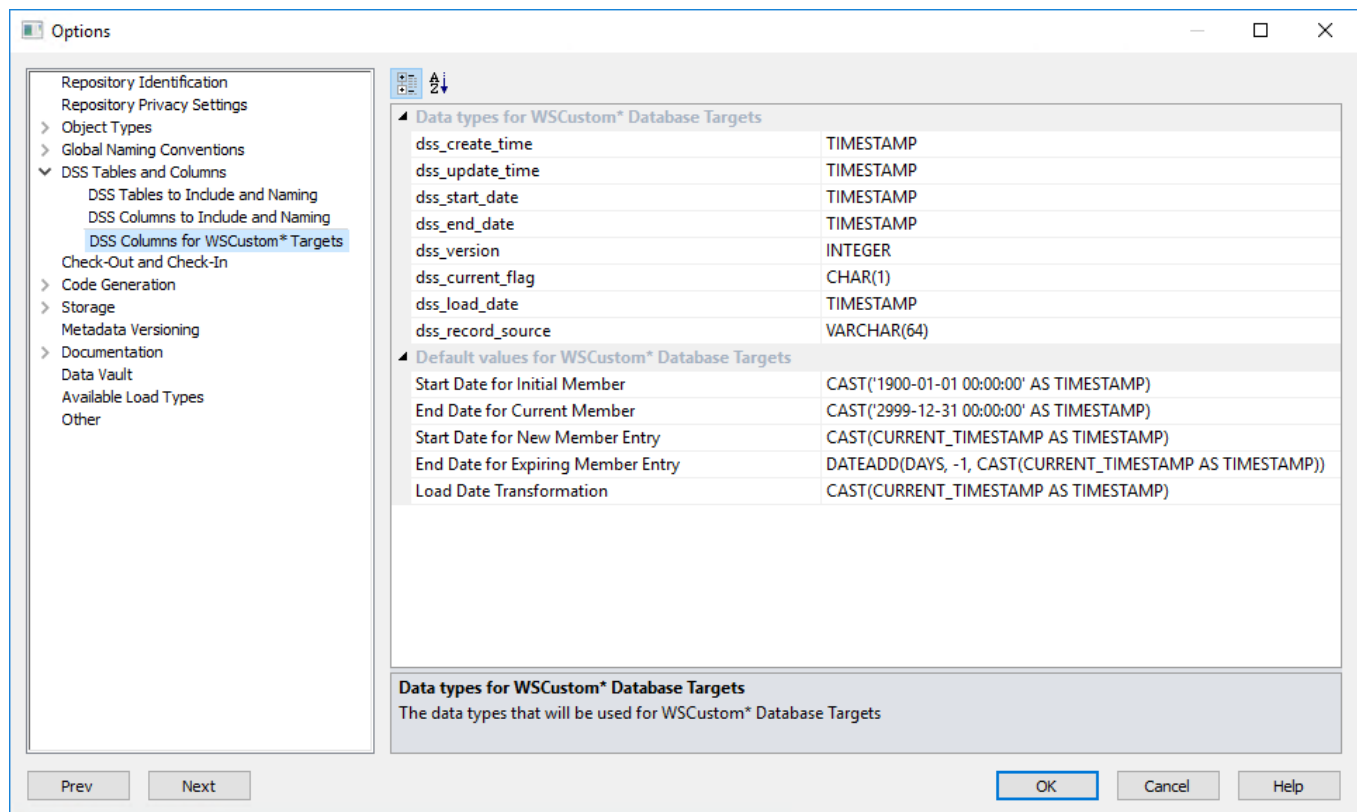 Options
Repository Identification
Repository Privacy Settings
Object Types
Global Naming Conventions
DSS Tables and Columns
DSS Tables to Include and Naming
DSS Columns to Include and Naming
DSS Columns for WSCustom* Targets
Check-Out and Check-In
Code Generation
Storage
Metadata Versioning
Documentation
Data Vault
Available Load Types
Other
Data types for WSCustom* Database Targets
dss_create_time TIMESTAMP
dss_update_time TIMESTAMP
dss_start_date TIMESTAMP
dss_end_date TIMESTAMP
dss_version INTEGER
dss_current_flag CHAR(1)
dss_load_date TIMESTAMP
dss_record_source VARCHAR(64)
Default values for WSCustom* Database Targets
Start Date for Initial Member CAST('1900-01-01 00:00:00' AS TIMESTAMP)
End Date for Current Member CAST('2999-12-31 00:00:00' AS TIMESTAMP)
Start Date for New Member Entry CAST(CURRENT_TIMESTAMP AS TIMESTAMP)
End Date for Expiring Member Entry DATEADD(DAYS, -1, CAST(CURRENT_TIMESTAMP AS TIMESTAMP))
Load Date Transformation CAST(CURRENT_TIMESTAMP AS TIMESTAMP)
Data types for WSCustom* Database Targets
The data types that will be used for WSCustom* Database Targets
Prev Next OK Cancel Help